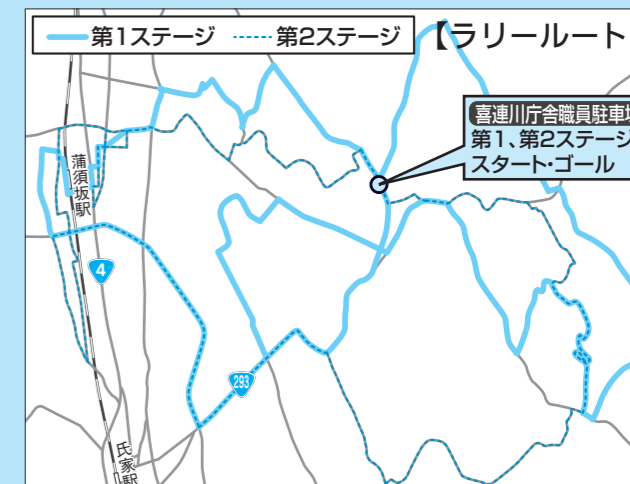 第1ステージ 第2ステージ
【ラリールート
喜連川庁舎職員駐車場
第1、第2ステージ
スタート・ゴール
蒲須坂駅
4
293
氏家駅